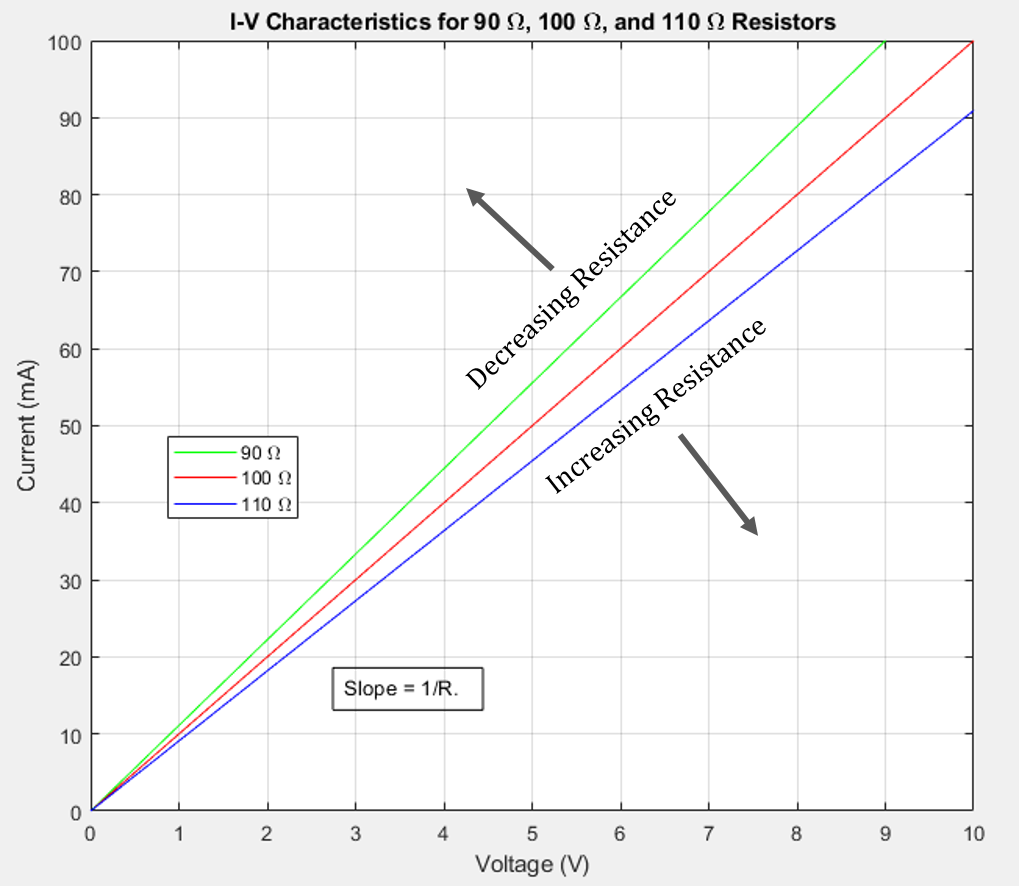 I-V Characteristics for 90 Ω, 100 Ω, and 110 Ω Resistors
100
90
80
70
60
50
40
30
20
10
0
Current (mA)
Decreasing Resistance
Increasing Resistance
90 Ω
100 Ω
110 Ω
Slope = 1/R.
0 1 2 3 4 5 6 7 8 9 10
Voltage (V)